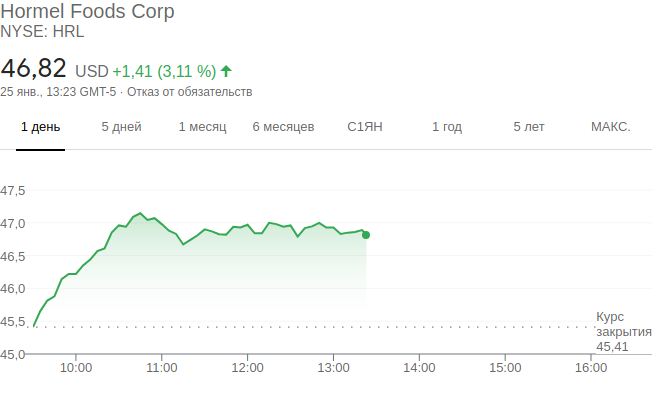 Hormel Foods Corp
NYSE: HRL
46,82 USD +1,41 (3,11 %)
25 янв., 13:23 GMT-5 · Отказ от обязательств
1 день 5 дней 1 месяц 6 месяцев С1ЯН 1 год 5 лет МАКС.
47,5
47,0
46,5
46,0
45,5
45,0
Курс
закрытия
45,41
10:00 11:00 12:00 13:00 14:00 15:00 16:00